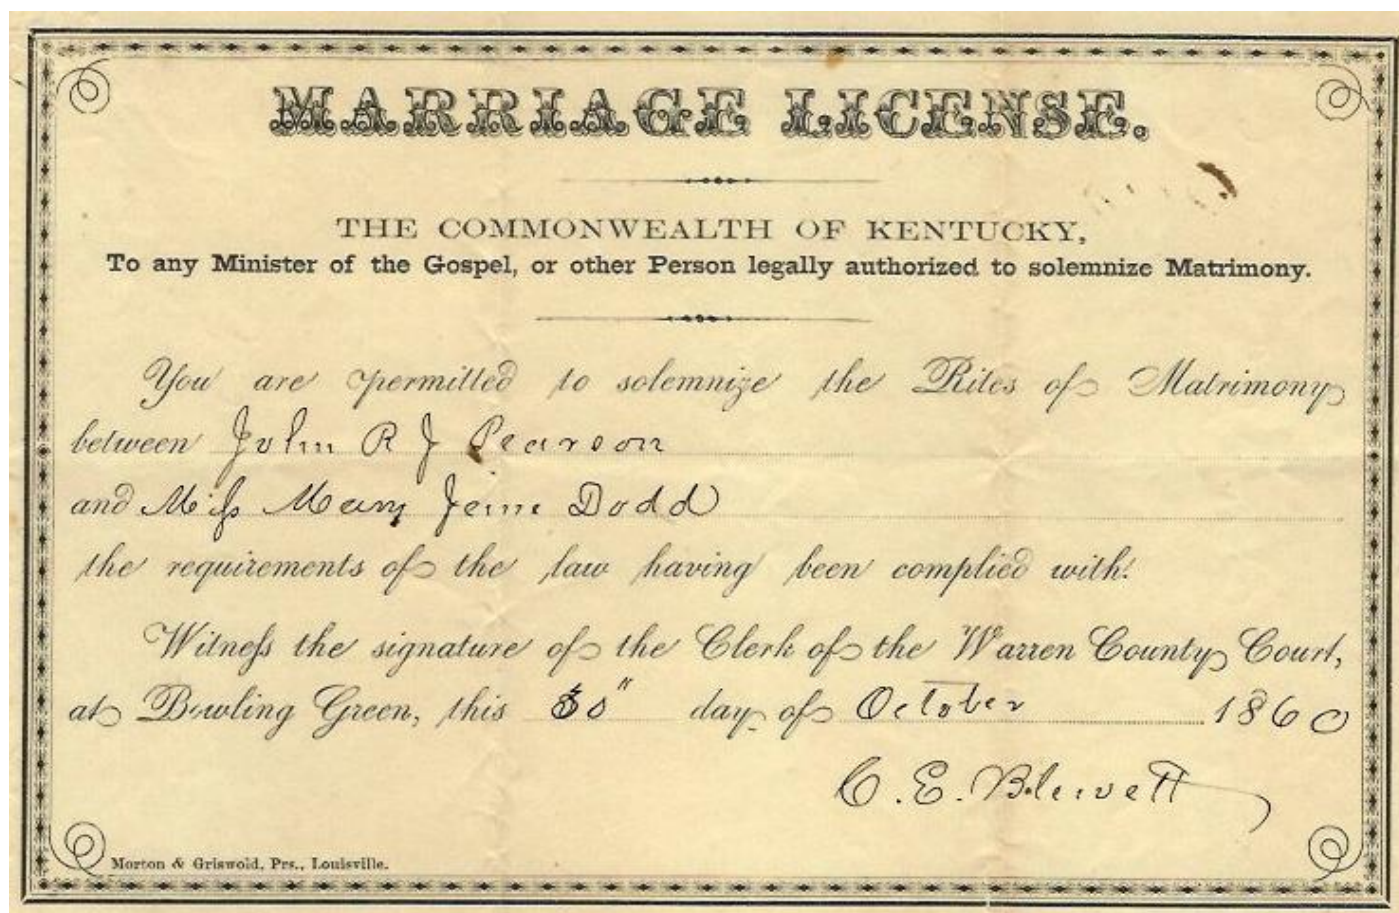 MARRIAGE LICENSE.
THE COMMONWEALTH OF KENTUCKY,
To any Minister of the Gospel, or other Person legally authorized to solemnize Matrimony.
You are permitted to solemnize the Rites of Matrimony
between John R J Pearson
and Miss Mary Jane Dodd
the requirements of the law having been complied with.
Witness the signature of the Clerk of the Warren County Court,
at Bowling Green, this 30" day of October 1860
C. E. Blewett
Morton & Griswold, Prs., Louisville.